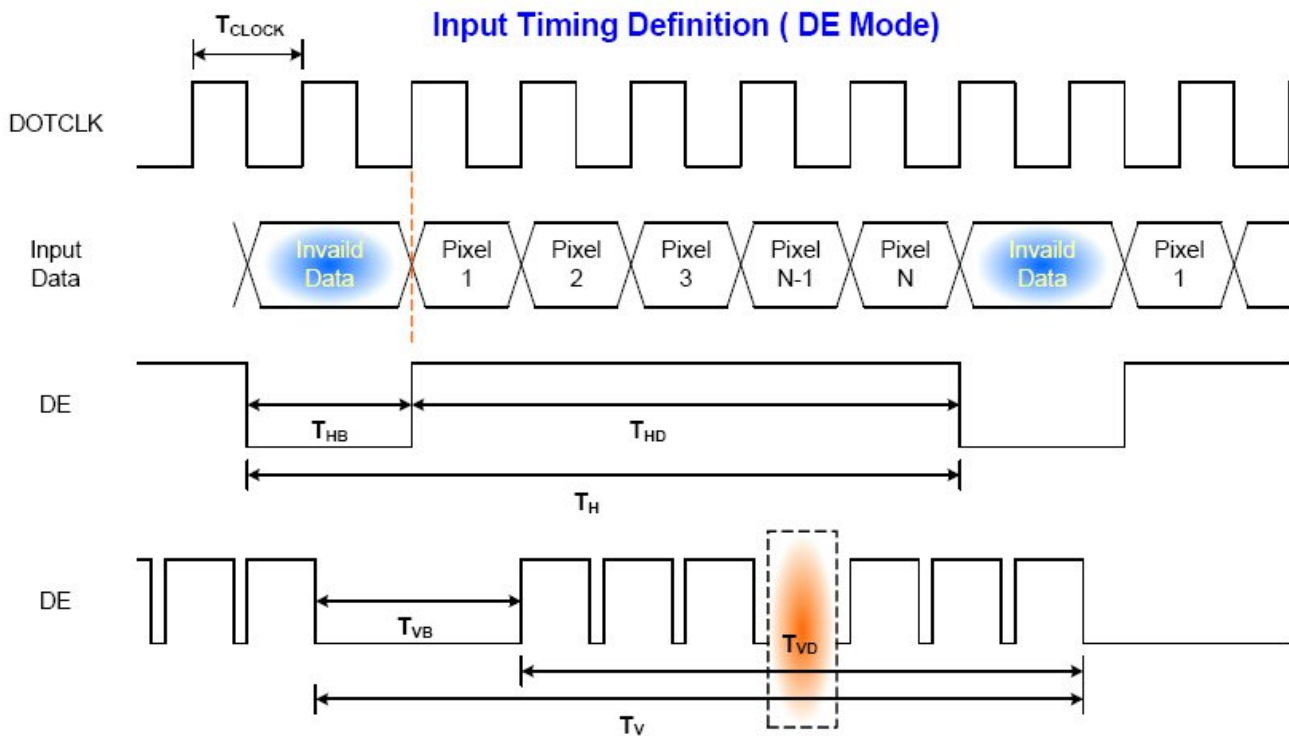 Input Timing Definition ( DE Mode)
TCLOCK
DOTCLK
Input
Data
Invaild
Data
Pixel
1
Pixel
2
Pixel
3
Pixel
N-1
Pixel
N
Invaild
Data
Pixel
1
DE
THB
THD
TH
DE
TVB
TVD
TV